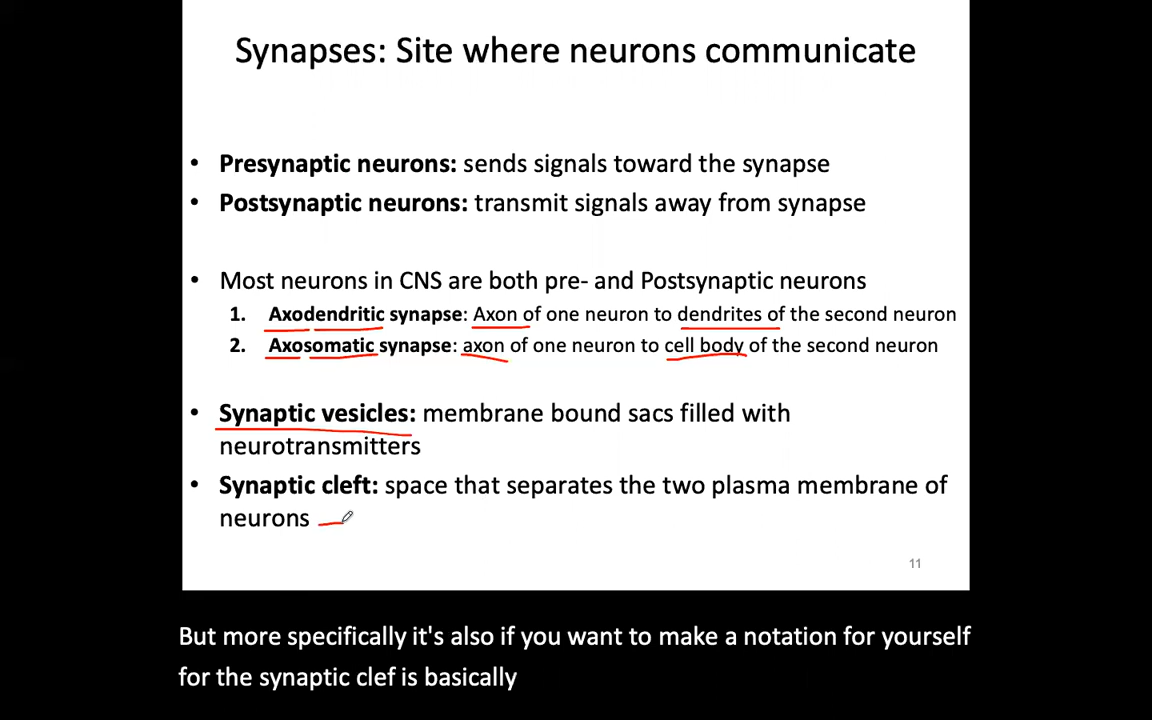 Synapses: Site where neurons communicate
• Presynaptic neurons: sends signals toward the synapse
• Postsynaptic neurons: transmit signals away from synapse
• Most neurons in CNS are both pre- and Postsynaptic neurons
1. Axodendritic synapse: Axon of one neuron to dendrites of the second neuron
2. Axosomatic synapse: axon of one neuron to cell body of the second neuron
• Synaptic vesicles: membrane bound sacs filled with
neurotransmitters
• Synaptic cleft: space that separates the two plasma membrane of
neurons
11
But more specifically it's also if you want to make a notation for yourself
for the synaptic clef is basically